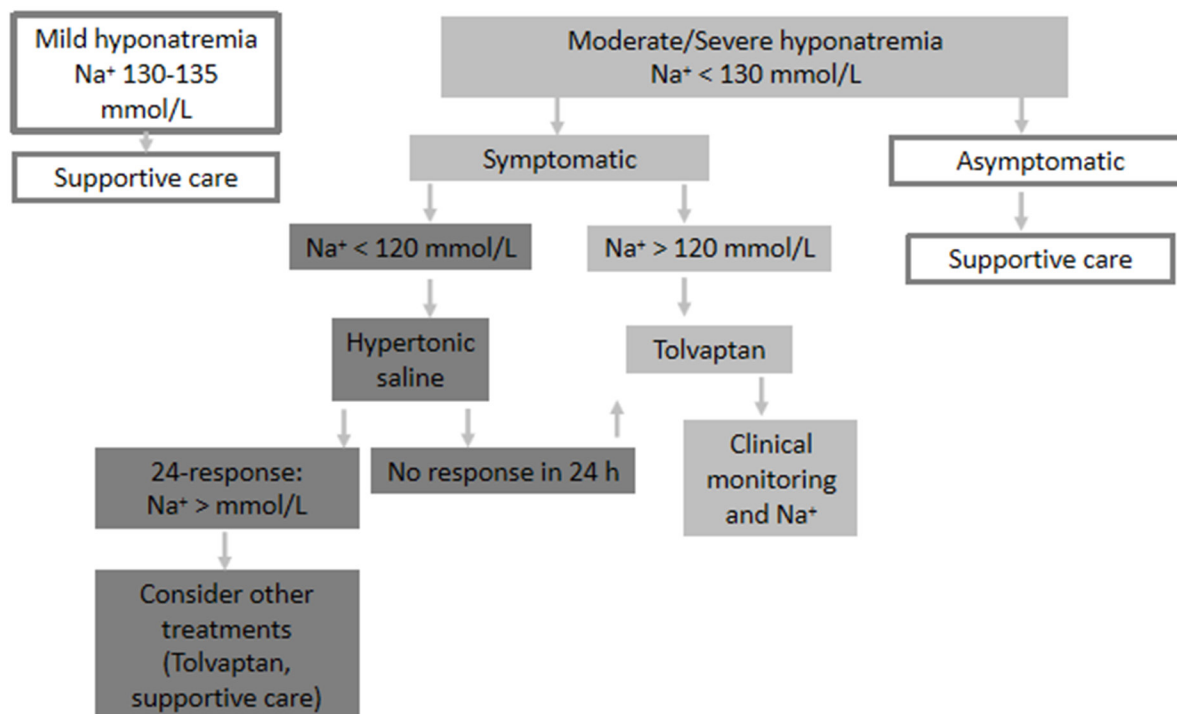 Mild hyponatremia
Na⁺ 130-135
mmol/L
Supportive care
Moderate/Severe hyponatremia
Na⁺ < 130 mmol/L
Symptomatic
Asymptomatic
Na⁺ < 120 mmol/L
Na⁺ > 120 mmol/L
Supportive care
Hypertonic
saline
Tolvaptan
24-response:
Na⁺ > mmol/L
No response in 24 h
Clinical
monitoring
and Na⁺
Consider other
treatments
(Tolvaptan,
supportive care)